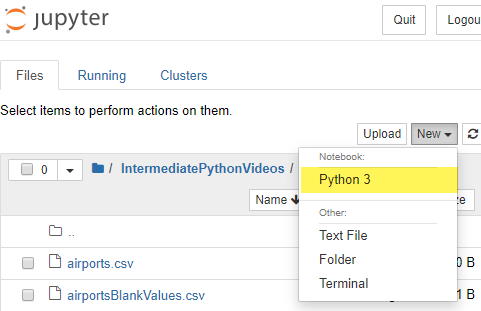 jupyter
Quit
Logou
Files Running Clusters
Select items to perform actions on them.
Upload New
0 / IntermediatePythonVideos /
Notebook:
Python 3
Name
ze
Other:
..
Text File
airports.csv
0 B
Folder
Terminal
airportsBlankValues.csv
1 B